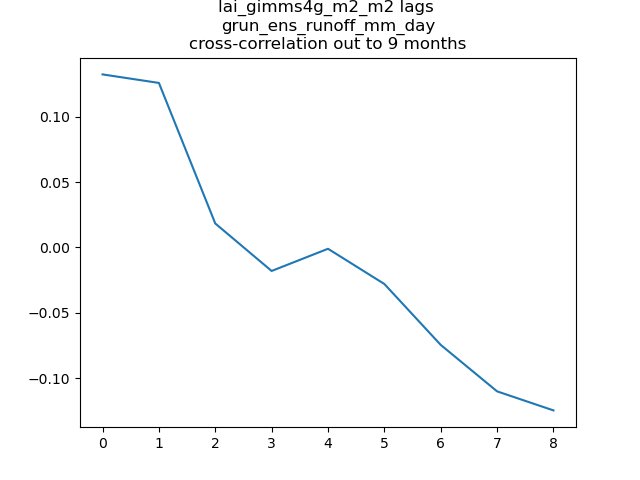 lai_gimms4g_m2_m2 lags
grun_ens_runoff_mm_day
cross-correlation out to 9 months
0.10
0.05
0.00
−0.05
−0.10
0 1 2 3 4 5 6 7 8